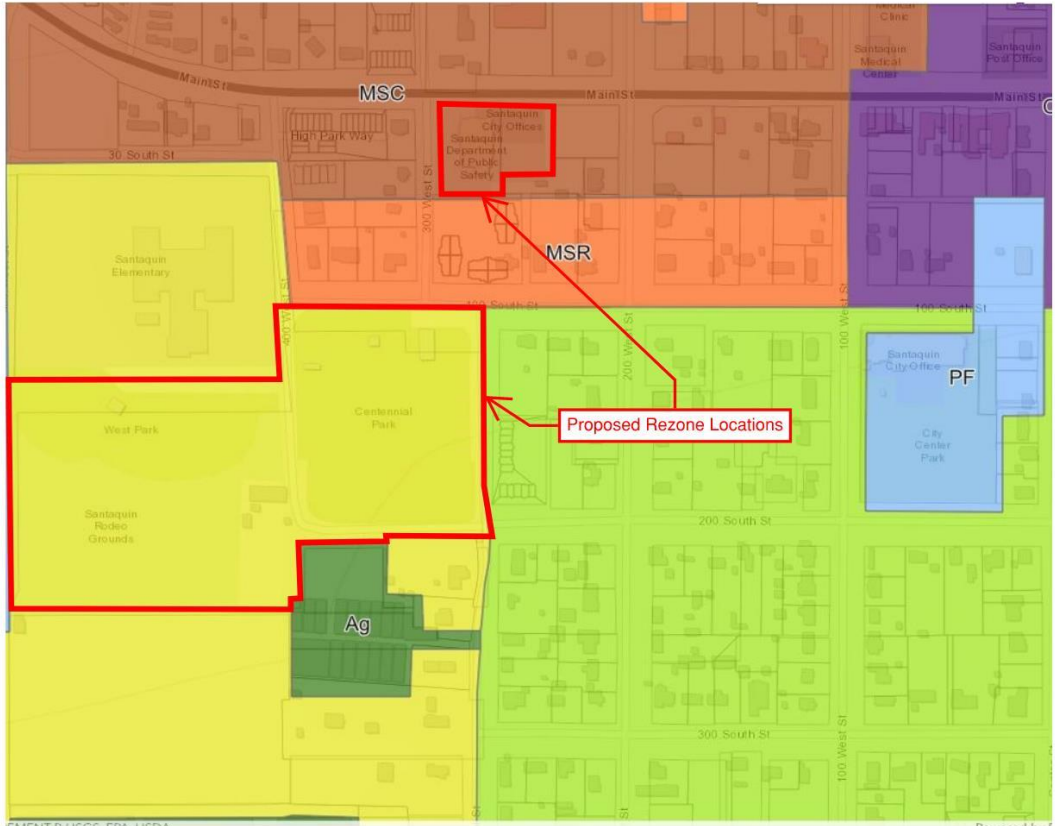 Medical
Clinic
Santaquin
Medical
Center
Santaquin
Post Office
Main St
MSC
Main St
Main St
High Park Way
Santaquin
City Offices
Santaquin
Department
of Public
Safety
30 South St
300 West St
MSR
Santaquin
Elementary
400 West St
100 South St
100 South St
200 West St
100 West St
Santaquin
City Office
PF
City
Center
Park
Centennial
Park
West Park
Proposed Rezone Locations
Santaquin
Rodeo
Grounds
200 South St
Ag
300 South St
100 West St
St
St